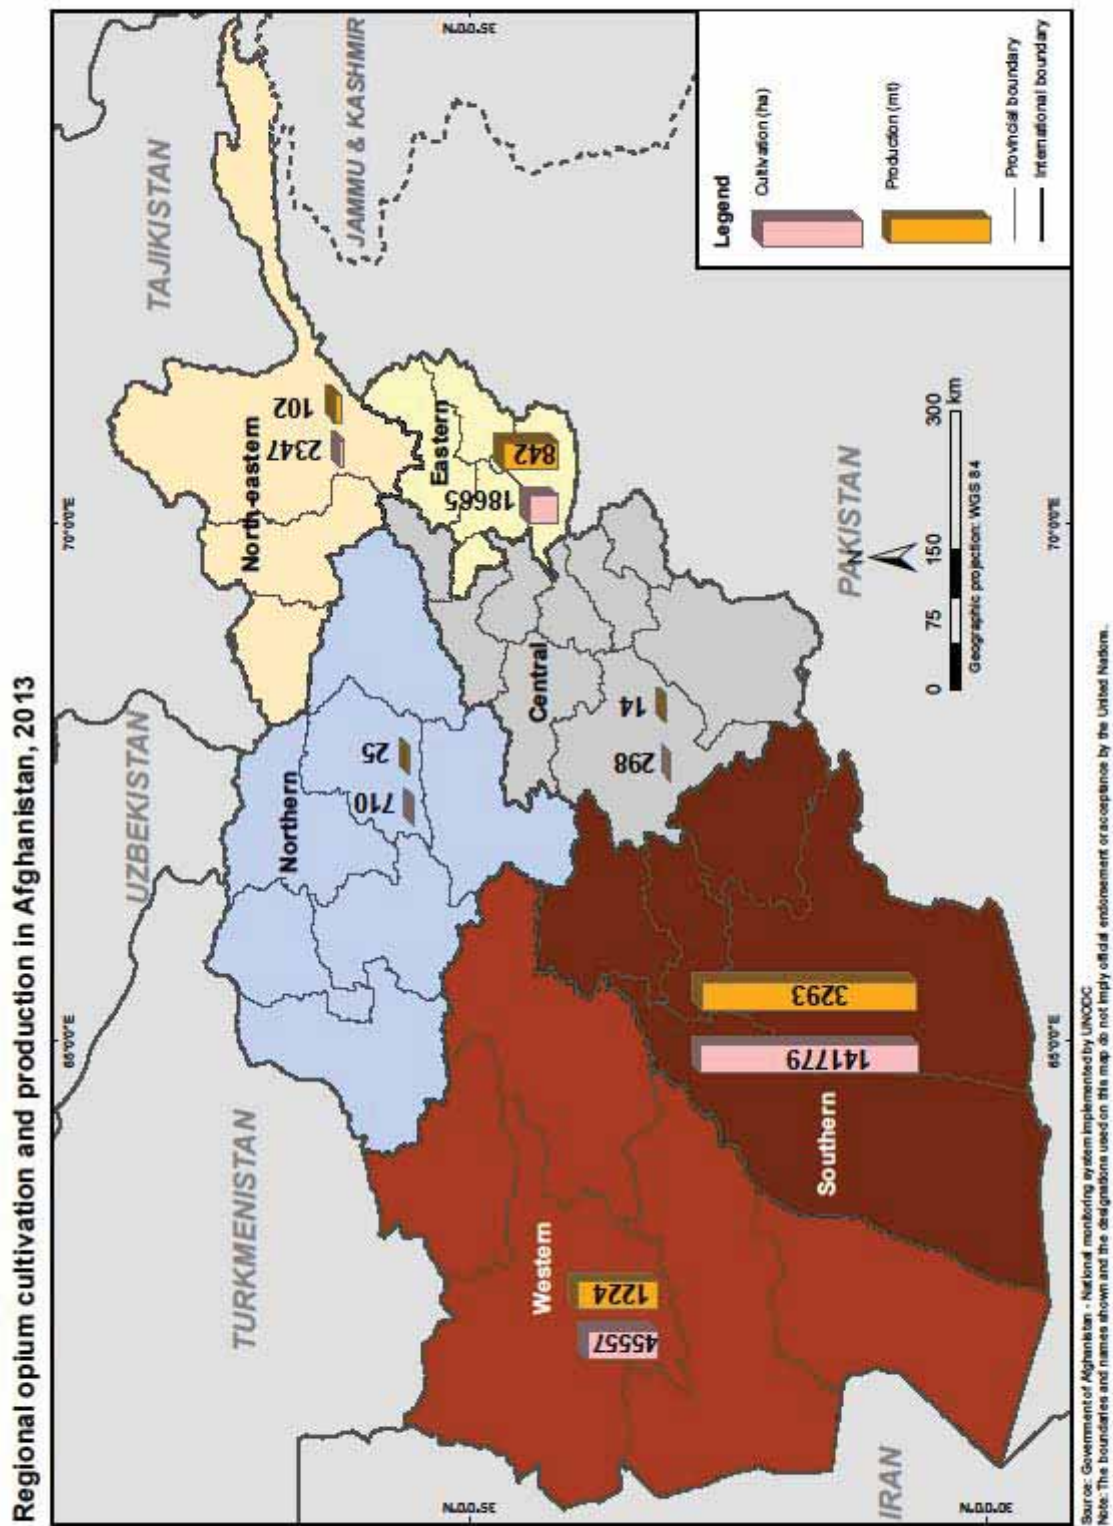 Regional opium cultivation and production in Afghanistan, 2013
65°0'0"E
70°0'0"E
UZBEKISTAN
TAJIKISTAN
TURKMENISTAN
JAMMU & KASHMIR
North-eastern
2347
102
Northern
710
25
Eastern
18665
842
Central
298
14
Western
45557
1224
Southern
141779
3293
IRAN
PAKISTAN
N
0 75 150 300
km
Geographic projection: WGS 84
65°0'0"E
70°0'0"E
Legend
Cultivation (ha)
Production (mt)
Provincial boundary
International boundary
Source: Government of Afghanistan - National monitoring system implemented by UNODC
Note: The boundaries and names shown and the designations used on this map do not imply official endorsement or acceptance by the United Nations.